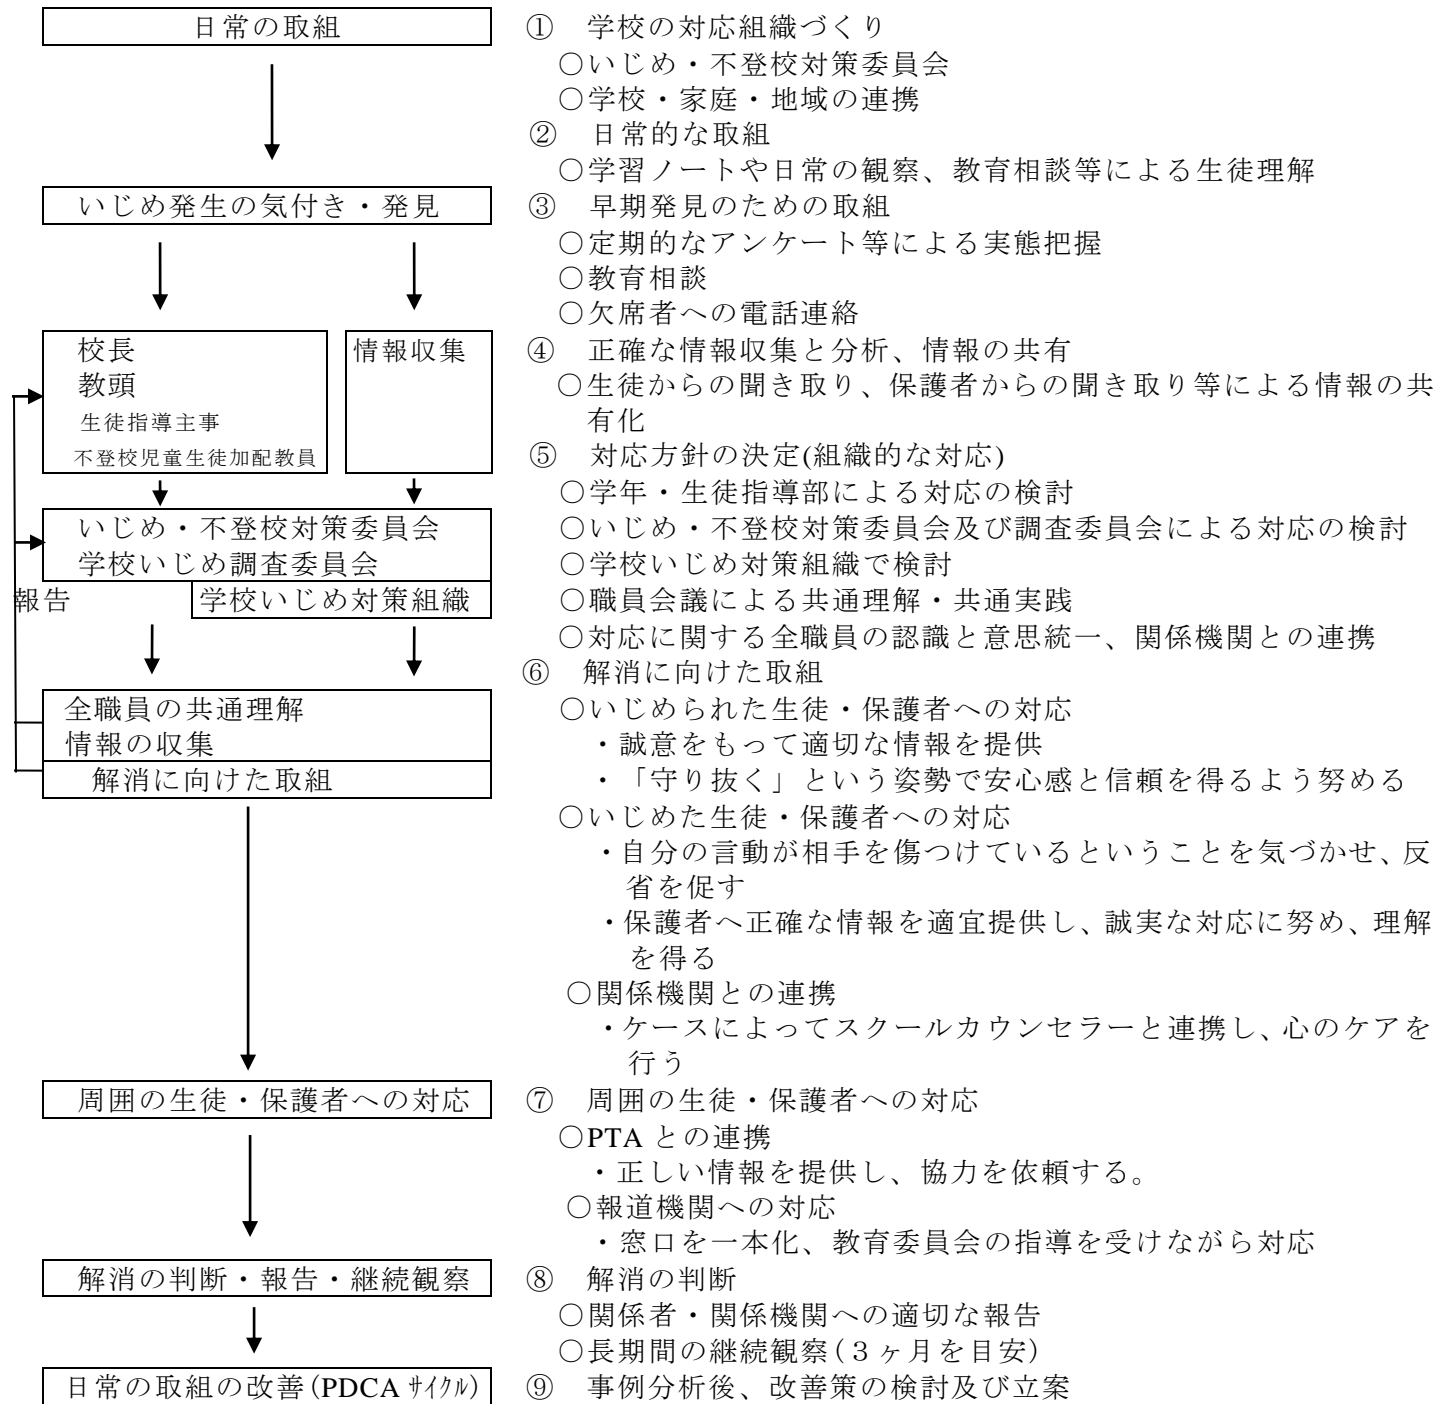 日常の取組
① 学校の対応組織づくり
○いじめ・不登校対策委員会
○学校・家庭・地域の連携
② 日常的な取組
○学習ノートや日常の観察、教育相談等による生徒理解
いじめ発生の気付き・発見
③ 早期発見のための取組
○定期的なアンケート等による実態把握
○教育相談
○欠席者への電話連絡
校長
教頭
生徒指導主事
不登校児童生徒加配教員
情報収集
④ 正確な情報収集と分析、情報の共有
○生徒からの聞き取り、保護者からの聞き取り等による情報の共
有化
⑤ 対応方針の決定(組織的な対応)
○学年・生徒指導部による対応の検討
いじめ・不登校対策委員会
学校いじめ調査委員会
報告
学校いじめ対策組織
○いじめ・不登校対策委員会及び調査委員会による対応の検討
○学校いじめ対策組織で検討
○職員会議による共通理解・共通実践
○対応に関する全職員の認識と意思統一、関係機関との連携
⑥ 解消に向けた取組
全職員の共通理解
情報の収集
解消に向けた取組
○いじめられた生徒・保護者への対応
・誠意をもって適切な情報を提供
・「守り抜く」という姿勢で安心感と信頼を得るよう努める
○いじめた生徒・保護者への対応
・自分の言動が相手を傷つけているということを気づかせ、反
省を促す
・保護者へ正確な情報を適宜提供し、誠実な対応に努め、理解
を得る
○関係機関との連携
・ケースによってスクールカウンセラーと連携し、心のケアを
行う
周囲の生徒・保護者への対応
⑦ 周囲の生徒・保護者への対応
○PTA との連携
・正しい情報を提供し、協力を依頼する。
○報道機関への対応
・窓口を一本化、教育委員会の指導を受けながら対応
解消の判断・報告・継続観察
⑧ 解消の判断
○関係者・関係機関への適切な報告
○長期間の継続観察(３ヶ月を目安)
日常の取組の改善(PDCA ｻｲｸﾙ)
⑨ 事例分析後、改善策の検討及び立案